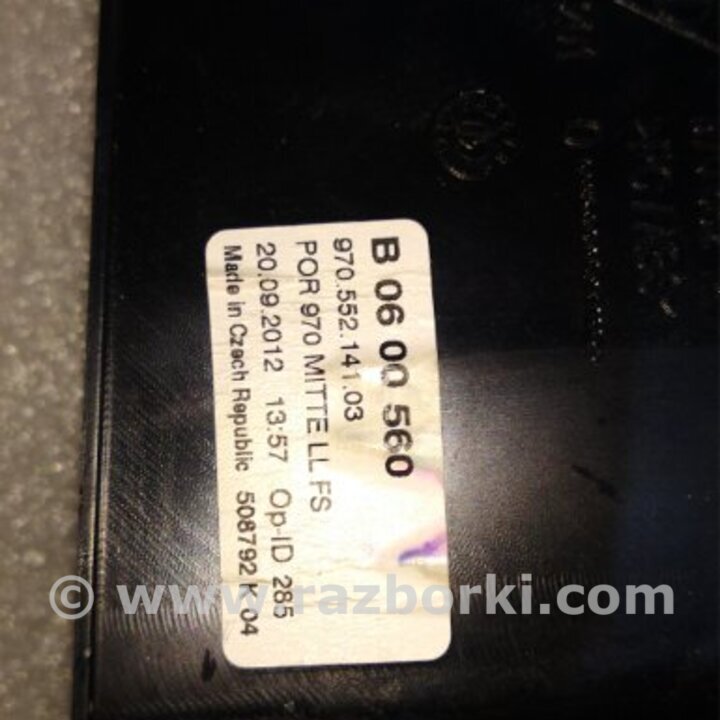 B 06 00 560
970.552.141.03
POR 970 MITTE LL FS
20.09.2012 13:57 Op-ID 285
Made in Czech Republic 508792 K 04
© www.razborki.com